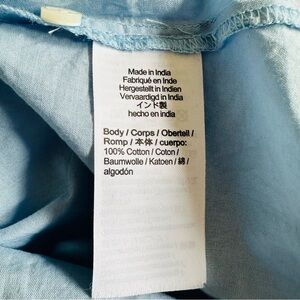 Made in India
Fabriqué en Inde
Hergestellt in Indien
Vervaardigd in India
インド製
hecho en india
Body / Corps / Oberteil /
Romp / 本体 / cuerpo:
100% Cotton / Coton /
Baumwolle / Katoen / 綿 /
algodón